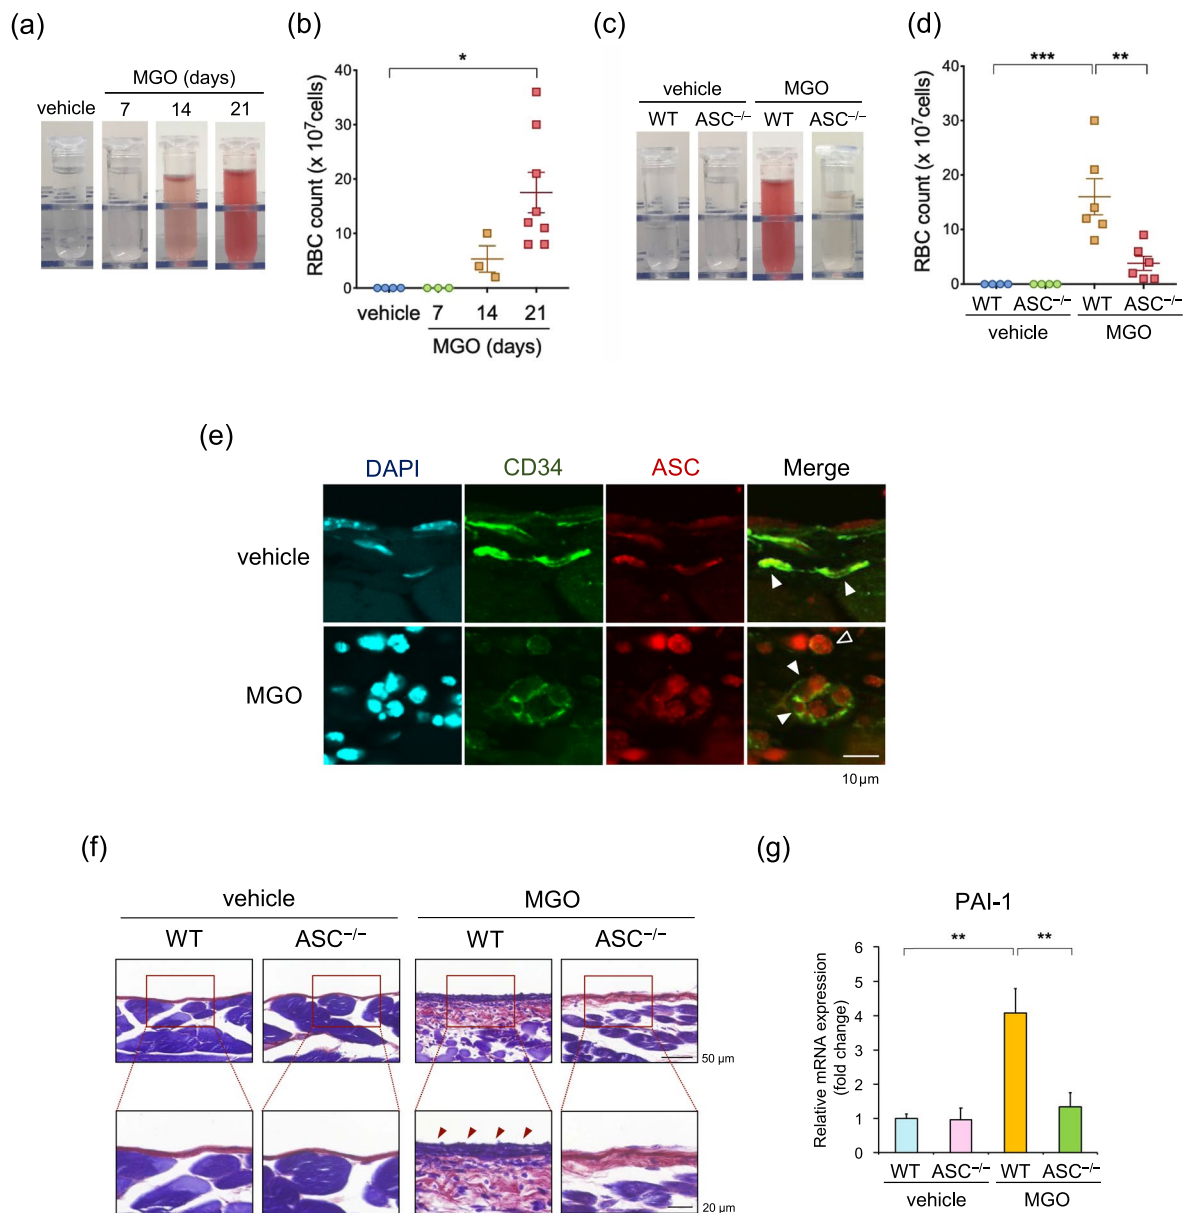 (a)
MGO (days)
vehicle 7 14 21
(b)
*
RBC count (x 10⁷cells)
40
30
20
10
0
vehicle 7 14 21
MGO (days)
(c)
vehicle MGO
WT ASC⁻/⁻ WT ASC⁻/⁻
(d)
*** **
RBC count (x 10⁷cells)
40
30
20
10
0
WT ASC⁻/⁻ WT ASC⁻/⁻
vehicle MGO
(e)
DAPI CD34 ASC Merge
vehicle
MGO
10 µm
(f)
vehicle MGO
WT ASC⁻/⁻ WT ASC⁻/⁻
50 µm
20 µm
(g)
PAI-1
** **
Relative mRNA expression
(fold change)
6
5
4
3
2
1
0
WT ASC⁻/⁻ WT ASC⁻/⁻
vehicle MGO